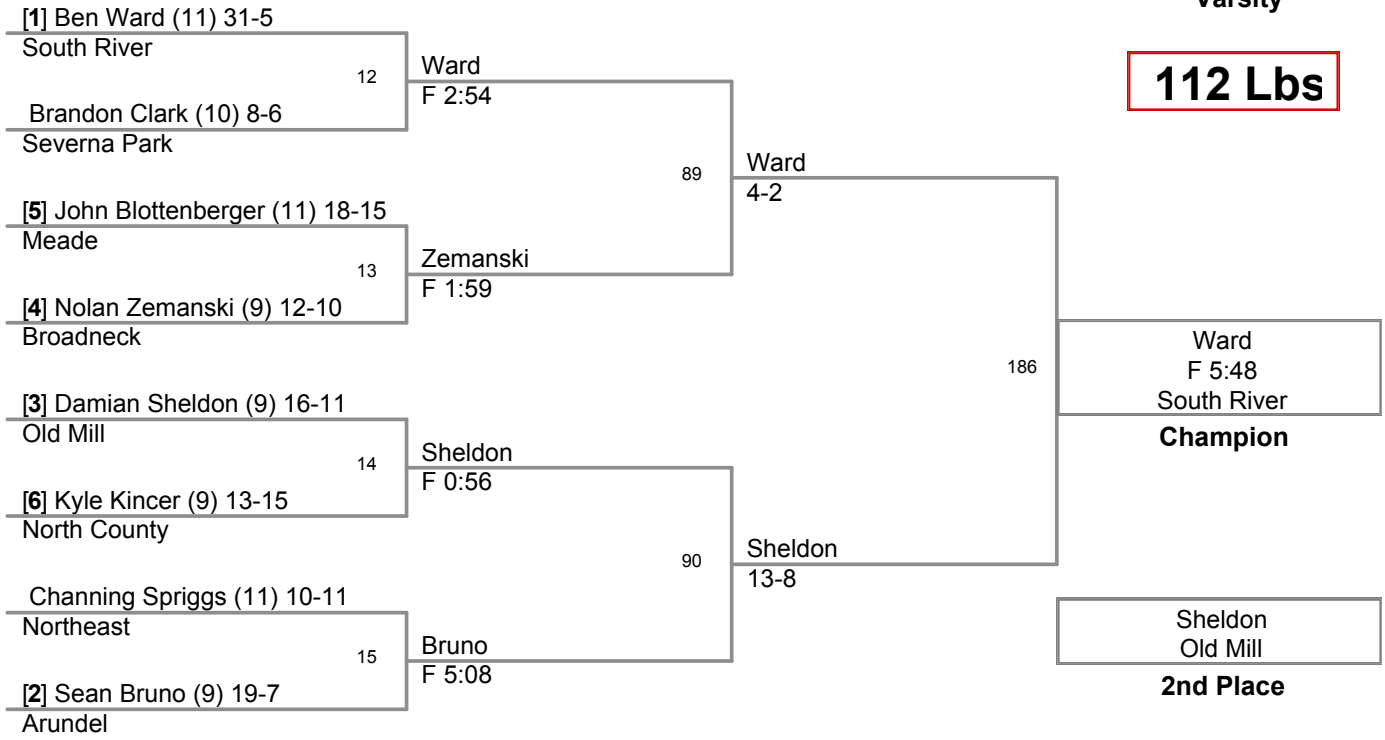 Varsity
112 Lbs
[1] Ben Ward (11) 31-5
South River
12
Brandon Clark (10) 8-6
Severna Park
Ward
F 2:54
[5] John Blottenberger (11) 18-15
Meade
13
[4] Nolan Zemanski (9) 12-10
Broadneck
Zemanski
F 1:59
89
Ward
4-2
[3] Damian Sheldon (9) 16-11
Old Mill
14
[6] Kyle Kincer (9) 13-15
North County
Sheldon
F 0:56
Channing Spriggs (11) 10-11
Northeast
15
[2] Sean Bruno (9) 19-7
Arundel
Bruno
F 5:08
90
Sheldon
13-8
186
Ward
F 5:48
South River
Champion
Sheldon
Old Mill
2nd Place